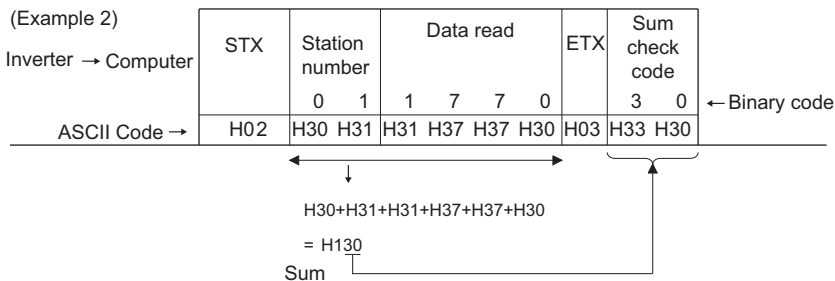 (Example 2)
Inverter → Computer
STX
Station
number
Data read
ETX
Sum
check
code
0 1 1 7 7 0 3 0
← Binary code
ASCII Code →
H02 H30 H31 H31 H37 H37 H30 H03 H33 H30
H30+H31+H31+H37+H37+H30
= H130
Sum